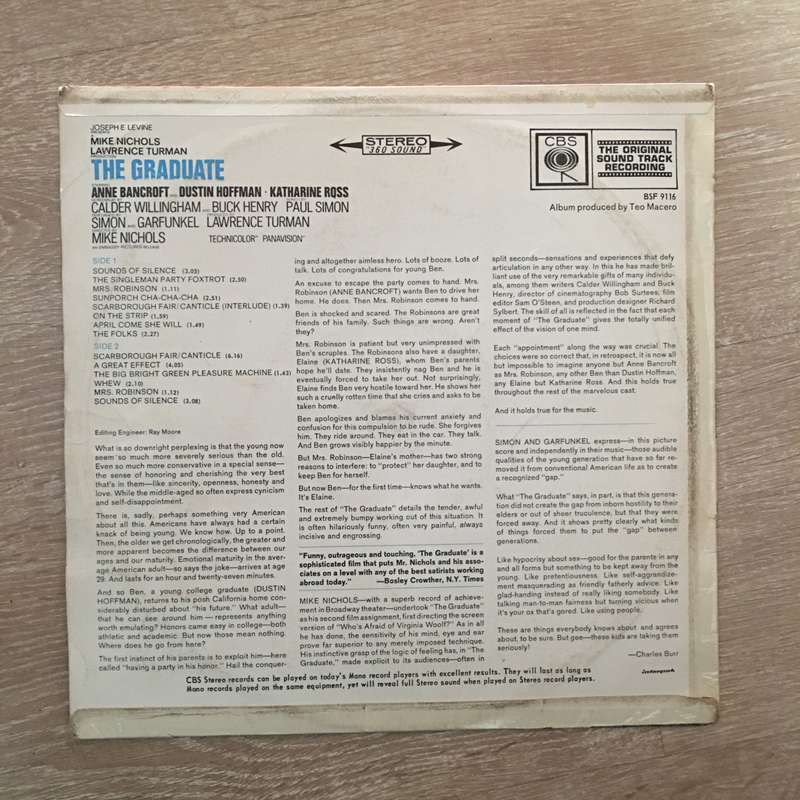 JOSEPH E. LEVINE
PRESENTS
A
MIKE NICHOLS
LAWRENCE TURMAN
PRODUCTION
THE GRADUATE
STARRING
ANNE BANCROFT AND DUSTIN HOFFMAN · KATHARINE ROSS
CALDER WILLINGHAM AND BUCK HENRY PAUL SIMON
SIMON AND GARFUNKEL LAWRENCE TURMAN
MIKE NICHOLS TECHNICOLOR® PANAVISION®
AN EMBASSY PICTURES RELEASE
STEREO
"360 SOUND"
CBS
THE ORIGINAL
SOUND TRACK
RECORDING
BSF 9116
Album produced by Teo Macero
SIDE 1
SOUNDS OF SILENCE (3.05)
THE SINGLEMAN PARTY FOXTROT (2.50)
MRS. ROBINSON (1.11)
SUNPORCH CHA-CHA-CHA (2.51)
SCARBOROUGH FAIR/CANTICLE (INTERLUDE) (1.39)
ON THE STRIP (1.59)
APRIL COME SHE WILL (1.49)
THE FOLKS (2.27)
SIDE 2
SCARBOROUGH FAIR/CANTICLE (6.16)
A GREAT EFFECT (4.05)
THE BIG BRIGHT GREEN PLEASURE MACHINE (1.43)
WHEW (2.10)
MRS. ROBINSON (1.12)
SOUNDS OF SILENCE (3.08)
Editing Engineer: Ray Moore
What is so downright perplexing is that the young now
seem so much more severely serious than the old.
Even so much more conservative in a special sense—
the sense of honoring and cherishing the very best
that's in them—like sincerity, openness, honesty and
love. While the middle-aged so often express cynicism
and self-disappointment.
There is, sadly, perhaps something very American
about all this. Americans have always had a certain
knack of being young. We know how. Up to a point.
Then, the older we get chronologically, the greater and
more apparent becomes the difference between our
ages and our maturity. Emotional maturity in the aver-
age American adult—so says the joke—arrives at age
29. And lasts for an hour and twenty-seven minutes.
And so Ben, a young college graduate (DUSTIN
HOFFMAN), returns to his posh California home con-
siderably disturbed about "his future." What adult—
that he can see around him—represents anything
worth emulating? Honors came easy in college—both
athletic and academic. But now those mean nothing.
Where does he go from here?
The first instinct of his parents is to exploit him—here
called "having a party in his honor." Hail the conquer-
ing and altogether aimless hero. Lots of booze. Lots of
talk. Lots of congratulations for young Ben.
An excuse to escape the party comes to hand. Mrs.
Robinson (ANNE BANCROFT) wants Ben to drive her
home. He does. Then Mrs. Robinson comes to hand.
Ben is shocked and scared. The Robinsons are great
friends of his family. Such things are wrong. Aren't
they?
Mrs. Robinson is patient but very unimpressed with
Ben's scruples. The Robinsons also have a daughter,
Elaine (KATHARINE ROSS), whom Ben's parents
hope he'll date. They insistently nag Ben and he is
eventually forced to take her out. Not surprisingly,
Elaine finds Ben very hostile toward her. He shows her
such a cruelly rotten time that she cries and asks to be
taken home.
Ben apologizes and blames his current anxiety and
confusion for this compulsion to be rude. She forgives
him. They ride around. They eat in the car. They talk.
And Ben grows visibly happier by the minute.
But Mrs. Robinson—Elaine's mother—has two strong
reasons to interfere: to "protect" her daughter, and to
keep Ben for herself.
But now Ben—for the first time—knows what he wants.
It's Elaine.
The rest of "The Graduate" details the tender, awful
and extremely bumpy working out of this situation. It
is often hilariously funny, often very painful, always
incisive and engrossing.
"Funny, outrageous and touching, 'The Graduate' is a
sophisticated film that puts Mr. Nichols and his asso-
ciates on a level with any of the best satirists working
abroad today." —Bosley Crowther, N.Y. Times
MIKE NICHOLS—with a superb record of achieve-
ment in Broadway theater—undertook "The Graduate"
as his second film assignment, first directing the screen
version of "Who's Afraid of Virginia Woolf?" As in all
he has done, the sensitivity of his mind, eye and ear
prove far superior to any merely imposed technique.
His instinctive grasp of the logic of feeling has, in "The
Graduate," made explicit to its audiences—often in
split seconds—sensations and experiences that defy
articulation in any other way. In this he has made bril-
liant use of the very remarkable gifts of many individu-
als, among them writers Calder Willingham and Buck
Henry, director of cinematography Bob Surtees, film
editor Sam O'Steen, and production designer Richard
Sylbert. The skill of all is reflected in the fact that each
moment of "The Graduate" gives the totally unified
effect of the vision of one mind.
Each "appointment" along the way was crucial. The
choices were so correct that, in retrospect, it is now all
but impossible to imagine anyone but Anne Bancroft
as Mrs. Robinson, any other Ben than Dustin Hoffman,
any Elaine but Katharine Ross. And this holds true
throughout the rest of the marvelous cast.
And it holds true for the music.
SIMON AND GARFUNKEL express—in this picture
score and independently in their music—those audible
qualities of the young generation that have so far re-
moved it from conventional American life as to create
a recognized "gap."
What "The Graduate" says, in part, is that this genera-
tion did not create the gap from inborn hostility to their
elders or out of sheer truculence, but that they were
forced away. And it shows pretty clearly what kinds
of things forced them to put the "gap" between
generations.
Like hypocrisy about sex—good for the parents in any
and all forms but something to be kept away from the
young. Like pretentiousness. Like self-aggrandize-
ment masquerading as friendly fatherly advice. Like
glad-handing instead of really liking somebody. Like
talking man-to-man fairness but turning vicious when
it's your ox that's gored. Like using people.
These are things everybody knows about and agrees
about to be sure. But gee—these kids are taking them
seriously!
—Charles Burr
CBS Stereo records can be played on today's Mono record players with excellent results. They will last as long as
Mono records played on the same equipment, yet will reveal full Stereo sound when played on Stereo record players.